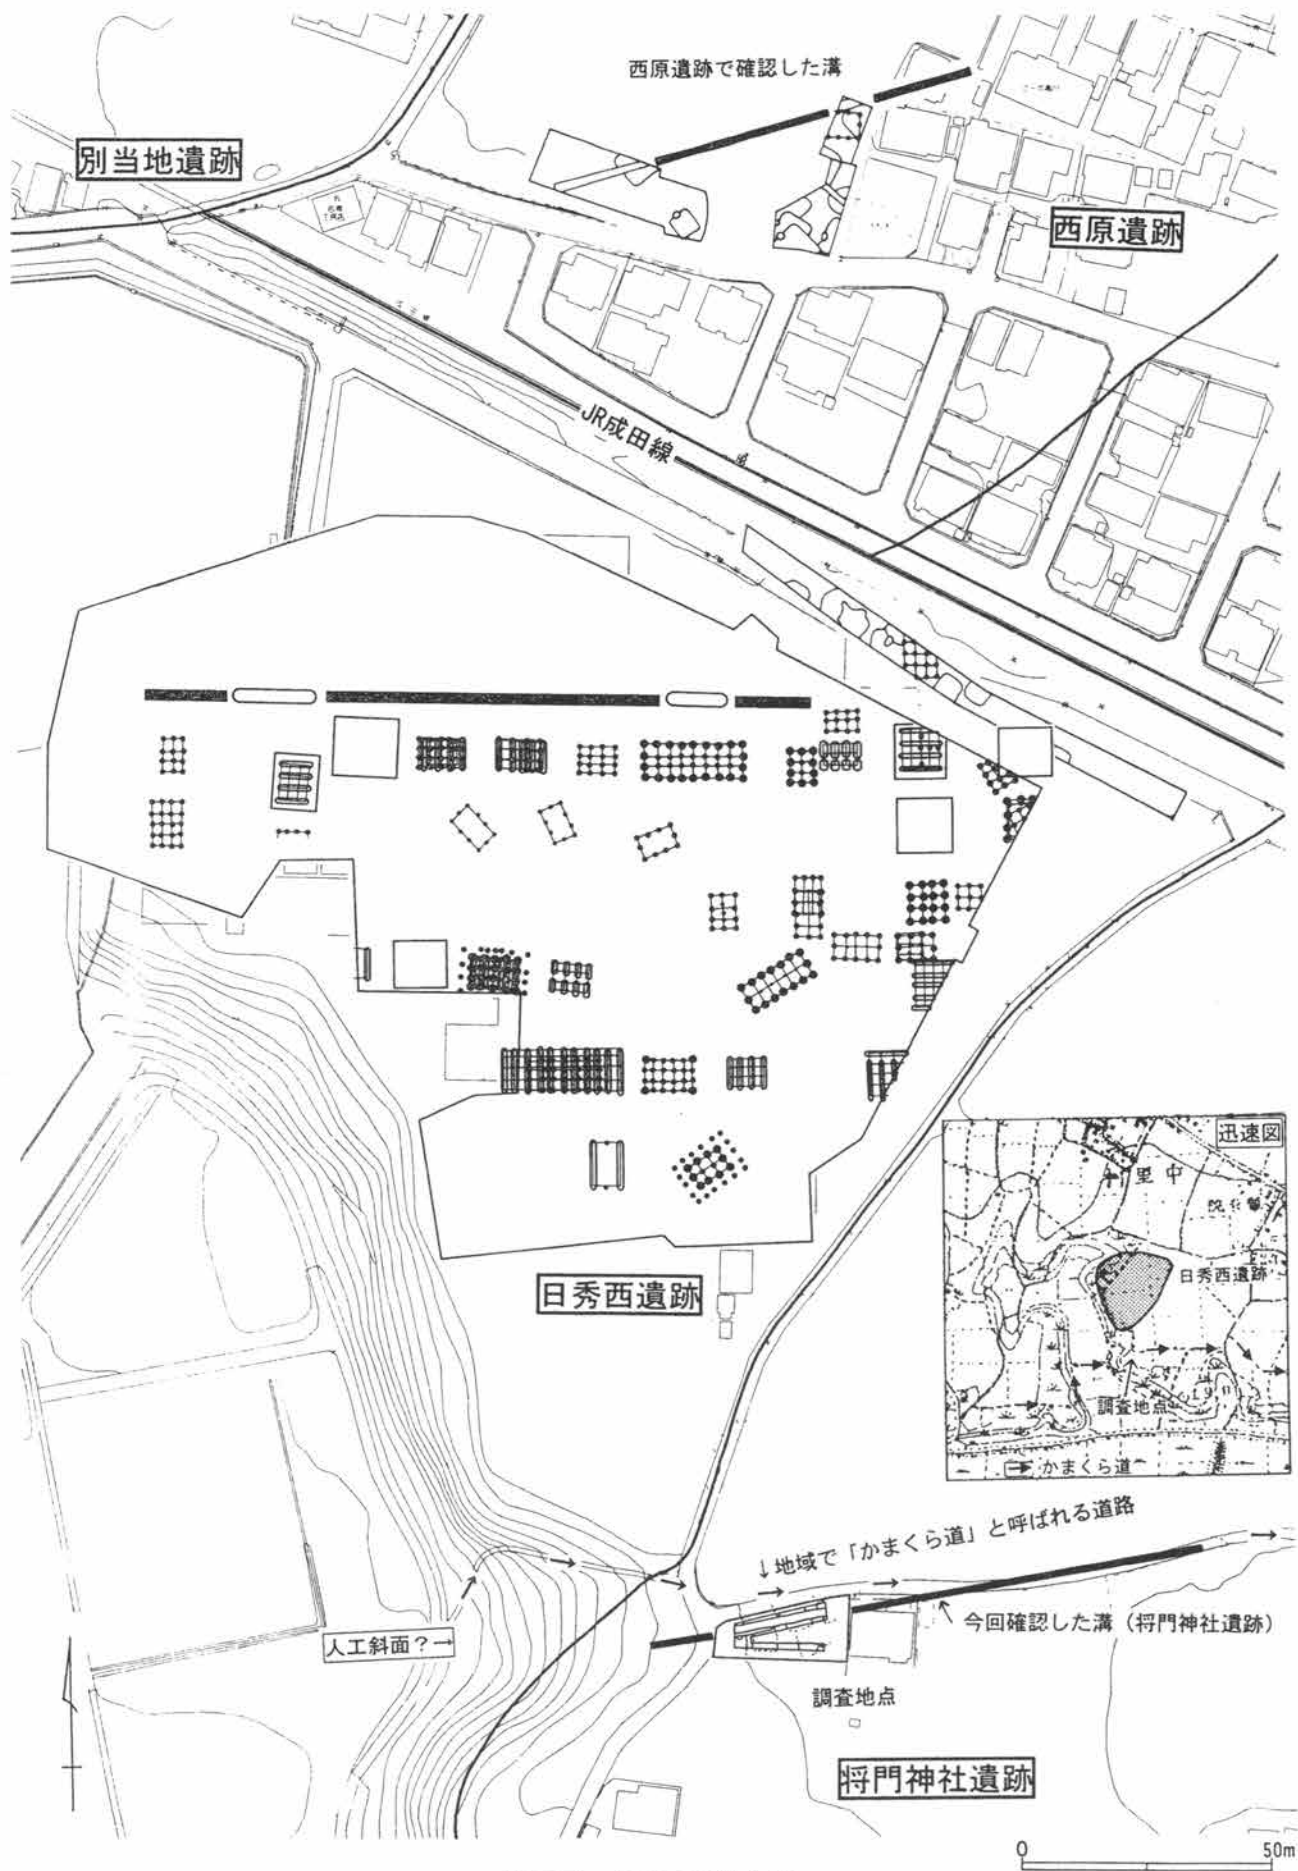 西原遺跡で確認した溝
別当地遺跡
西原遺跡
JR成田線
迅速図
中里
日秀西遺跡
日秀西遺跡
調査地点
かまくら道
↓地域で「かまくら道」と呼ばれる道路
人工斜面?→
今回確認した溝(将門神社遺跡)
調査地点
将門神社遺跡
0 50m